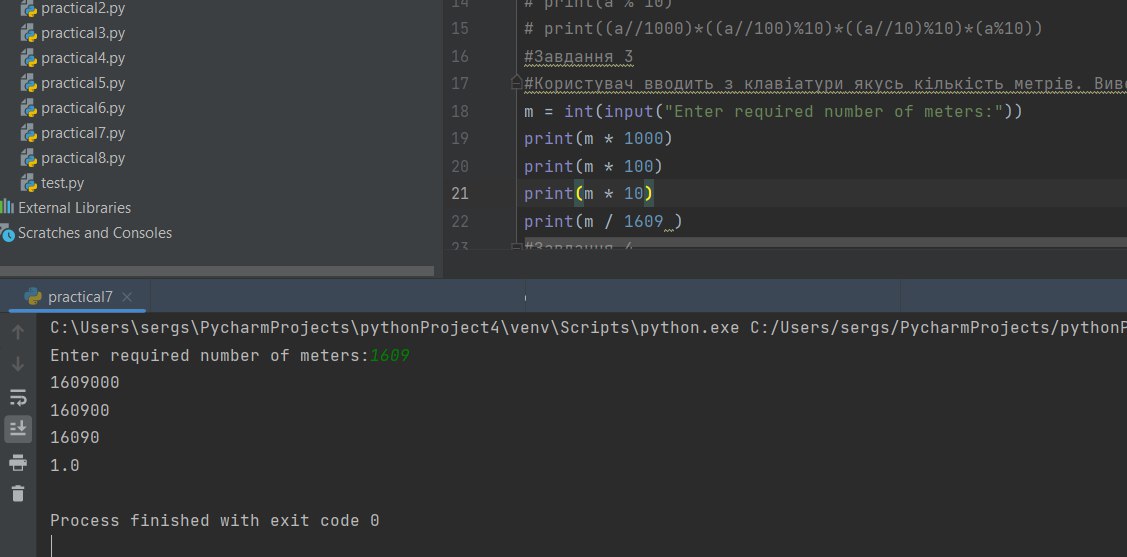 practical2.py
practical3.py
practical4.py
practical5.py
practical6.py
practical7.py
practical8.py
test.py
External Libraries
Scratches and Consoles
14 # print(a % 10)
15 # print((a//1000)*((a//100)%10)*((a//10)%10)*(a%10))
16 #Завдання 3
17 #Користувач вводить з клавіатури якусь кількість метрів. Виве
18 m = int(input("Enter required number of meters:"))
19 print(m * 1000)
20 print(m * 100)
21 print(m * 10)
22 print(m / 1609 )
23 #Завдання 4
practical7
C:\Users\sergs\PycharmProjects\pythonProject4\venv\Scripts\python.exe C:/Users/sergs/PycharmProjects/pythonP
Enter required number of meters:1609
1609000
160900
16090
1.0
Process finished with exit code 0